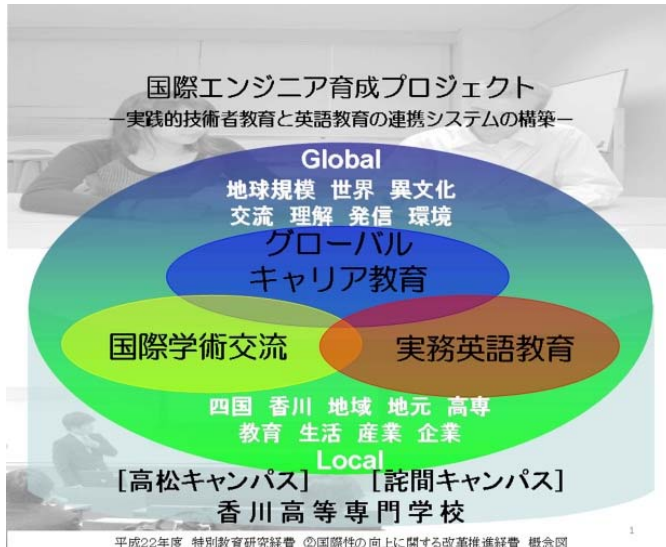 国際エンジニア育成プロジェクト
ー実践的技術者教育と英語教育の連携システムの構築ー
Global
地球規模 世界 異文化
交流 理解 発信 環境
グローバル
キャリア教育
国際学術交流
実務英語教育
四国 香川 地域 地元 高専
教育 生活 産業 企業
Local
[高松キャンパス] [詫間キャンパス]
香川高等専門学校
平成22年度 特別教育研究経費 ②国際性の向上に関する改革推進経費 概念図
1